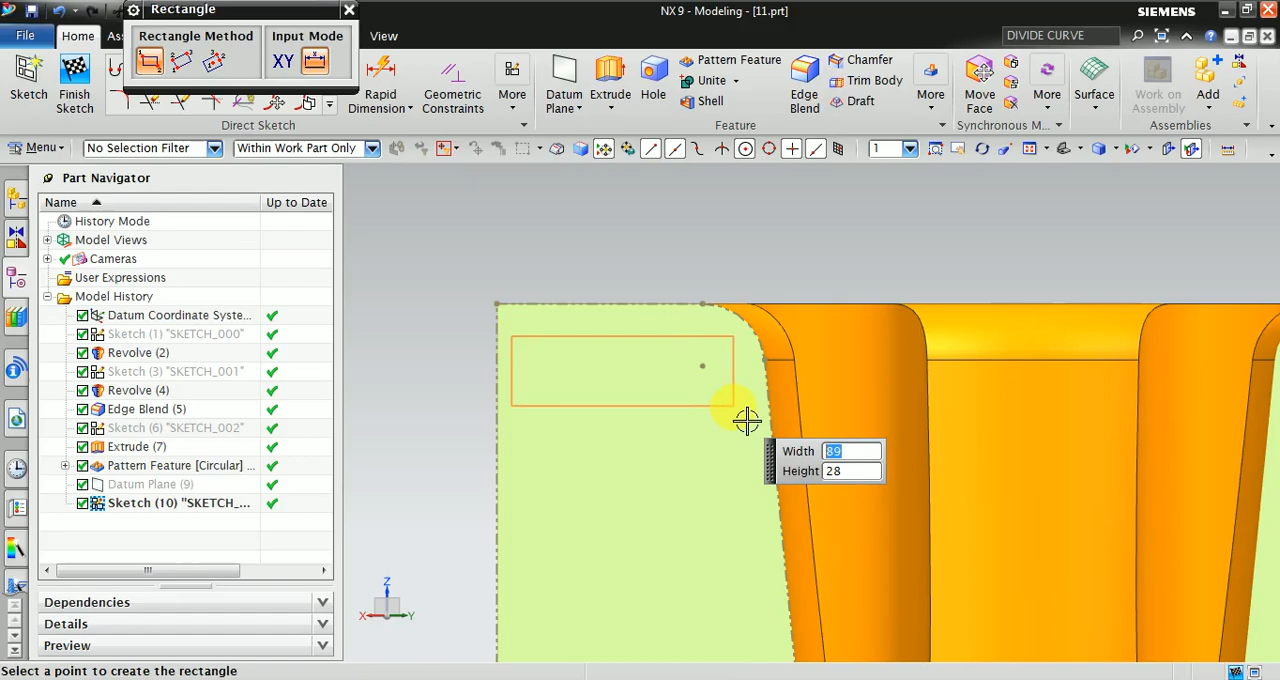 Rectangle
NX 9 - Modeling - [11.prt]
SIEMENS
File
Home
As
View
DIVIDE CURVE
Rectangle Method
Input Mode
XY
Sketch
Finish Sketch
Rapid Dimension
Geometric Constraints
More
Datum Plane
Extrude
Hole
Pattern Feature
Unite
Shell
Edge Blend
Chamfer
Trim Body
Draft
More
Move Face
More
Surface
Work on Assembly
Add
Direct Sketch
Feature
Synchronous M...
Assemblies
Menu
No Selection Filter
Within Work Part Only
1
Part Navigator
Name
Up to Date
History Mode
Model Views
Cameras
User Expressions
Model History
Datum Coordinate Syste...
Sketch (1) "SKETCH_000"
Revolve (2)
Sketch (3) "SKETCH_001"
Revolve (4)
Edge Blend (5)
Sketch (6) "SKETCH_002"
Extrude (7)
Pattern Feature [Circular] ...
Datum Plane (9)
Sketch (10) "SKETCH_...
Width 89
Height 28
Z
X
Y
Dependencies
Details
Preview
Select a point to create the rectangle